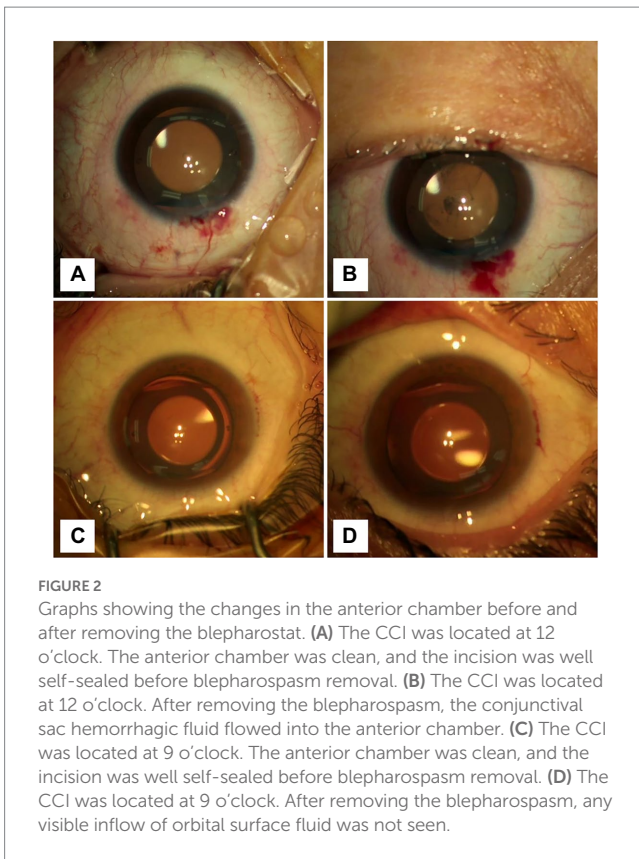 A
B
C
D
FIGURE 2
Graphs showing the changes in the anterior chamber before and
after removing the blepharostat. (A) The CCI was located at 12
o’clock. The anterior chamber was clean, and the incision was well
self-sealed before blepharospasm removal. (B) The CCI was located
at 12 o’clock. After removing the blepharospasm, the conjunctival
sac hemorrhagic fluid flowed into the anterior chamber. (C) The CCI
was located at 9 o’clock. The anterior chamber was clean, and the
incision was well self-sealed before blepharospasm removal. (D) The
CCI was located at 9 o’clock. After removing the blepharospasm, any
visible inflow of orbital surface fluid was not seen.